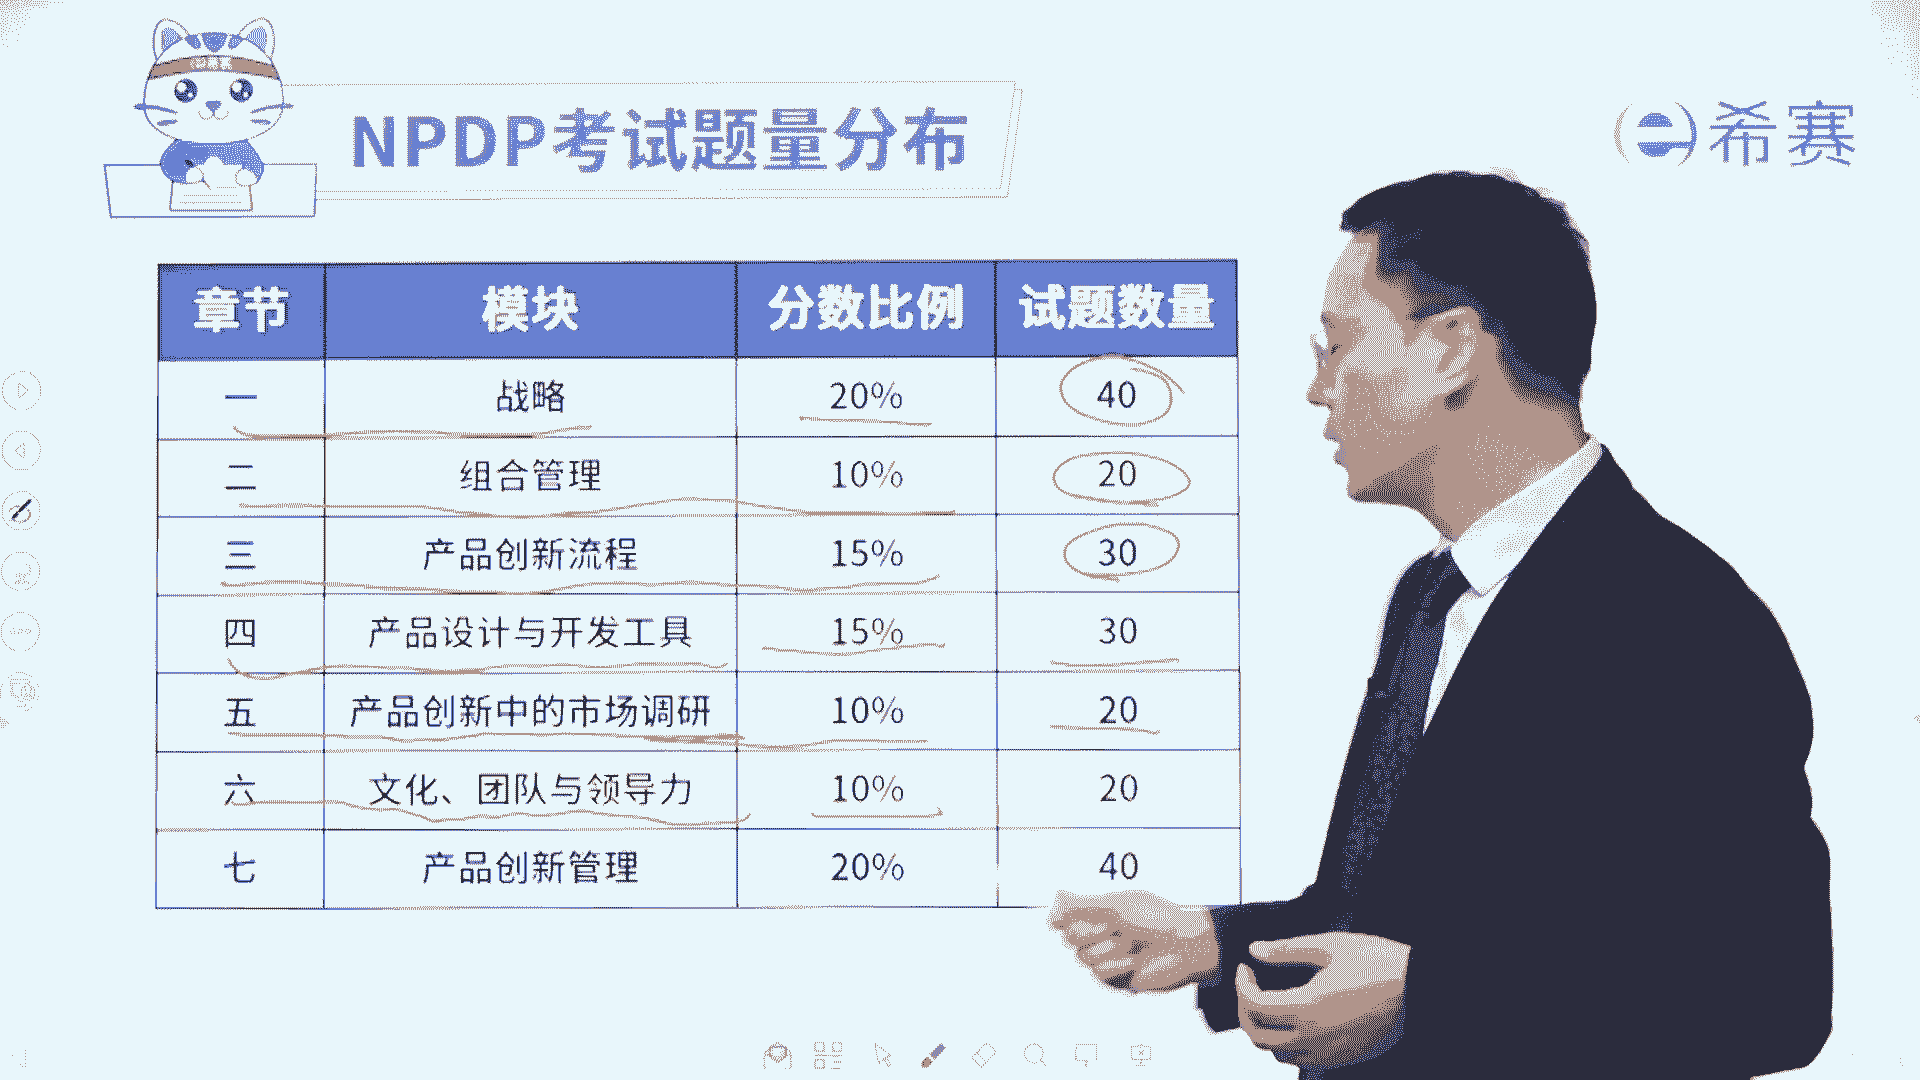 NPDP考试题量分布
希赛
章节 模块 分数比例 试题数量
一 战略 20% 40
二 组合管理 10% 20
三 产品创新流程 15% 30
四 产品设计与开发工具 15% 30
五 产品创新中的市场调研 10% 20
六 文化、团队与领导力 10% 20
七 产品创新管理 20% 40